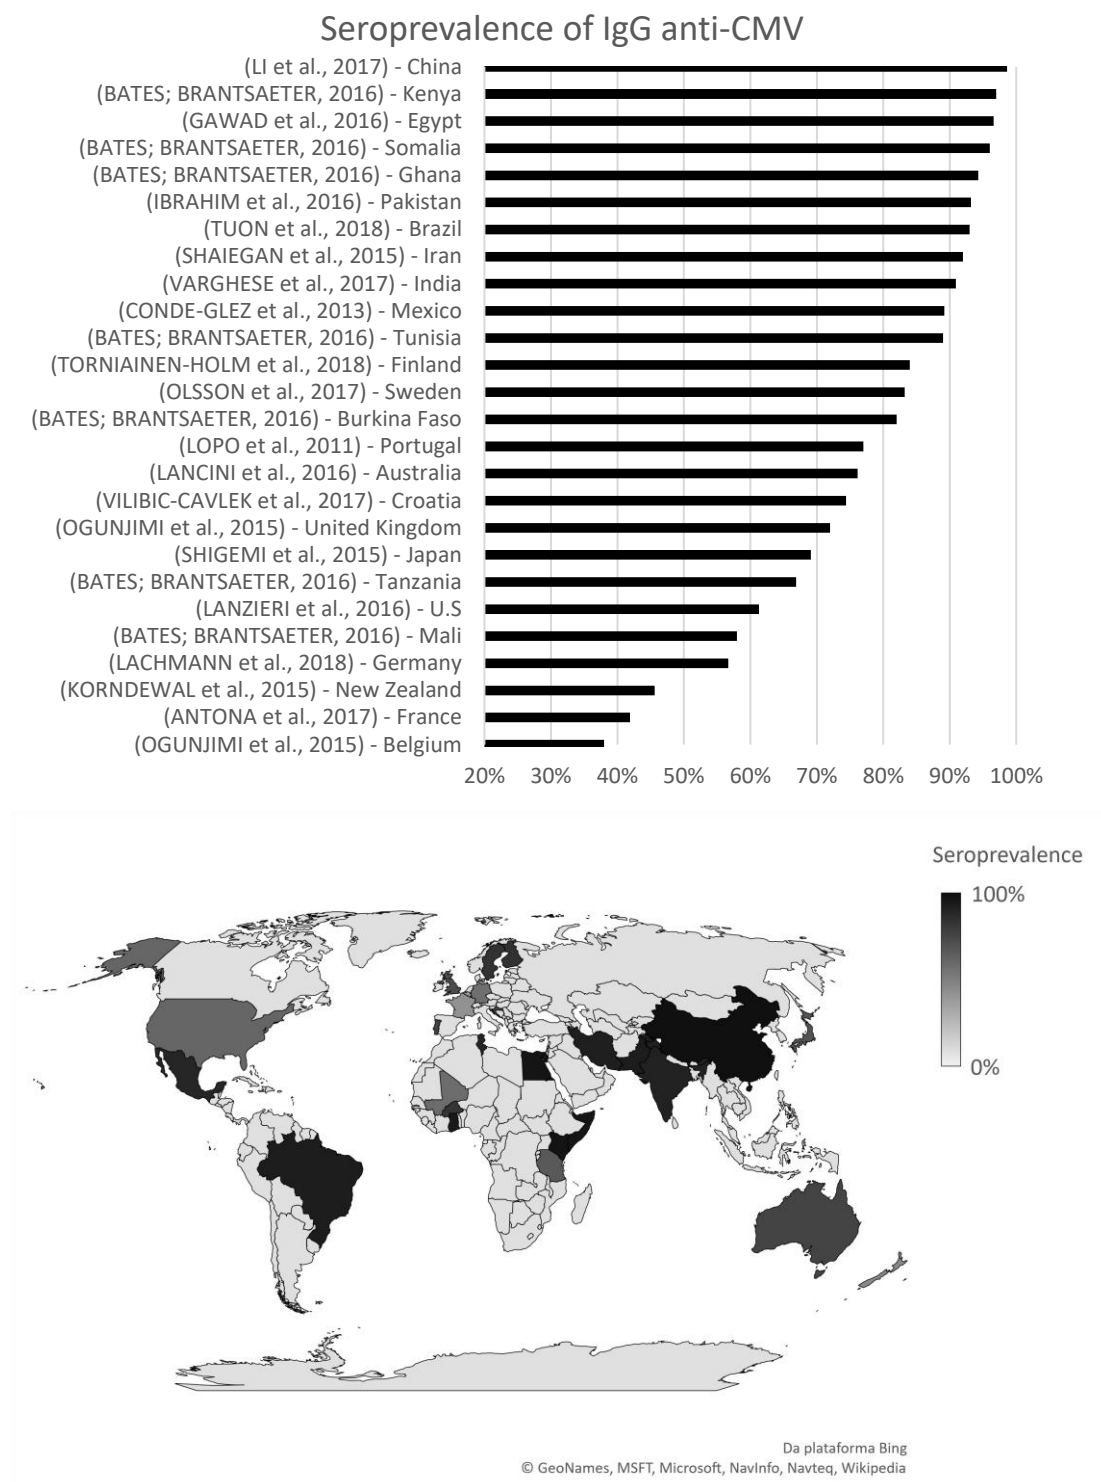 Seroprevalence of IgG anti-CMV
(LI et al., 2017) - China
(BATES; BRANTSAETER, 2016) - Kenya
(GAWAD et al., 2016) - Egypt
(BATES; BRANTSAETER, 2016) - Somalia
(BATES; BRANTSAETER, 2016) - Ghana
(IBRAHIM et al., 2016) - Pakistan
(TUON et al., 2018) - Brazil
(SHAIEGAN et al., 2015) - Iran
(VARGHESE et al., 2017) - India
(CONDE-GLEZ et al., 2013) - Mexico
(BATES; BRANTSAETER, 2016) - Tunisia
(TORNIAINEN-HOLM et al., 2018) - Finland
(OLSSON et al., 2017) - Sweden
(BATES; BRANTSAETER, 2016) - Burkina Faso
(LOPO et al., 2011) - Portugal
(LANCINI et al., 2016) - Australia
(VILIBIC-CAVLEK et al., 2017) - Croatia
(OGUNJIMI et al., 2015) - United Kingdom
(SHIGEMI et al., 2015) - Japan
(BATES; BRANTSAETER, 2016) - Tanzania
(LANZIERI et al., 2016) - U.S
(BATES; BRANTSAETER, 2016) - Mali
(LACHMANN et al., 2018) - Germany
(KORNDEWAL et al., 2015) - New Zealand
(ANTONA et al., 2017) - France
(OGUNJIMI et al., 2015) - Belgium
20% 30% 40% 50% 60% 70% 80% 90% 100%
Seroprevalence
100%
0%
Da plataforma Bing
© GeoNames, MSFT, Microsoft, NavInfo, Navteq, Wikipedia